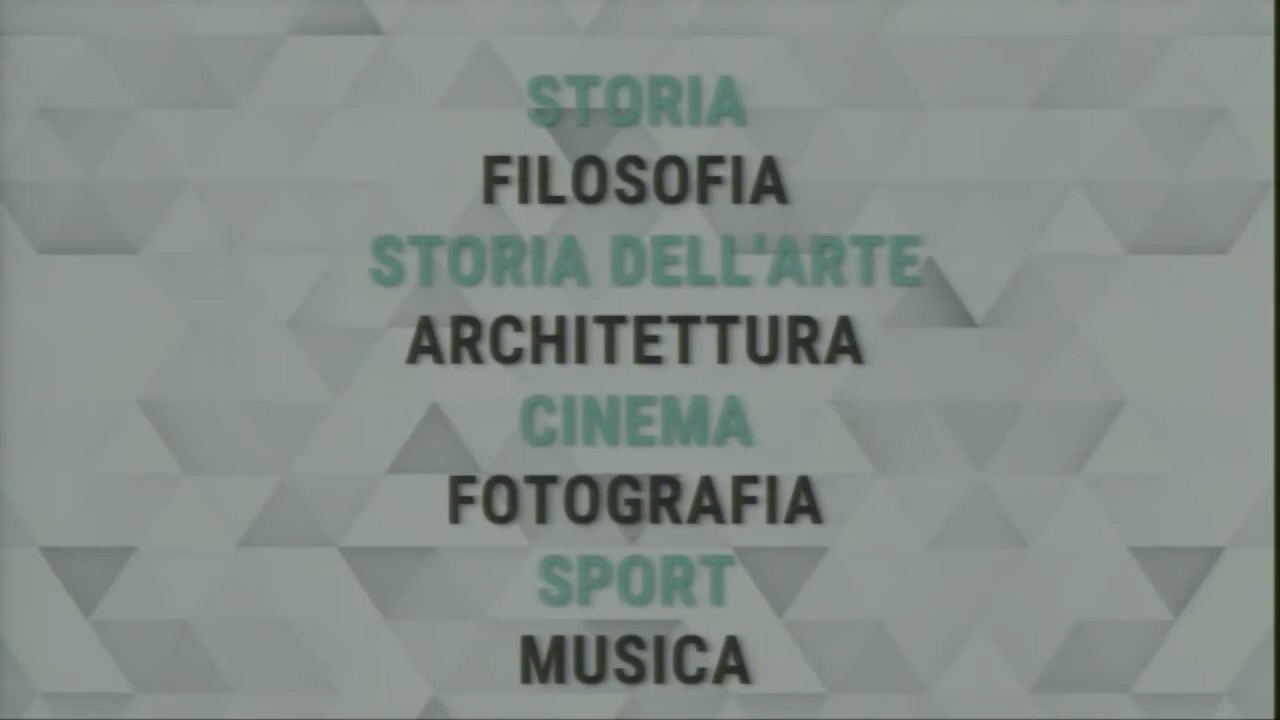 STORIA
FILOSOFIA
STORIA DELL'ARTE
ARCHITETTURA
CINEMA
FOTOGRAFIA
SPORT
MUSICA